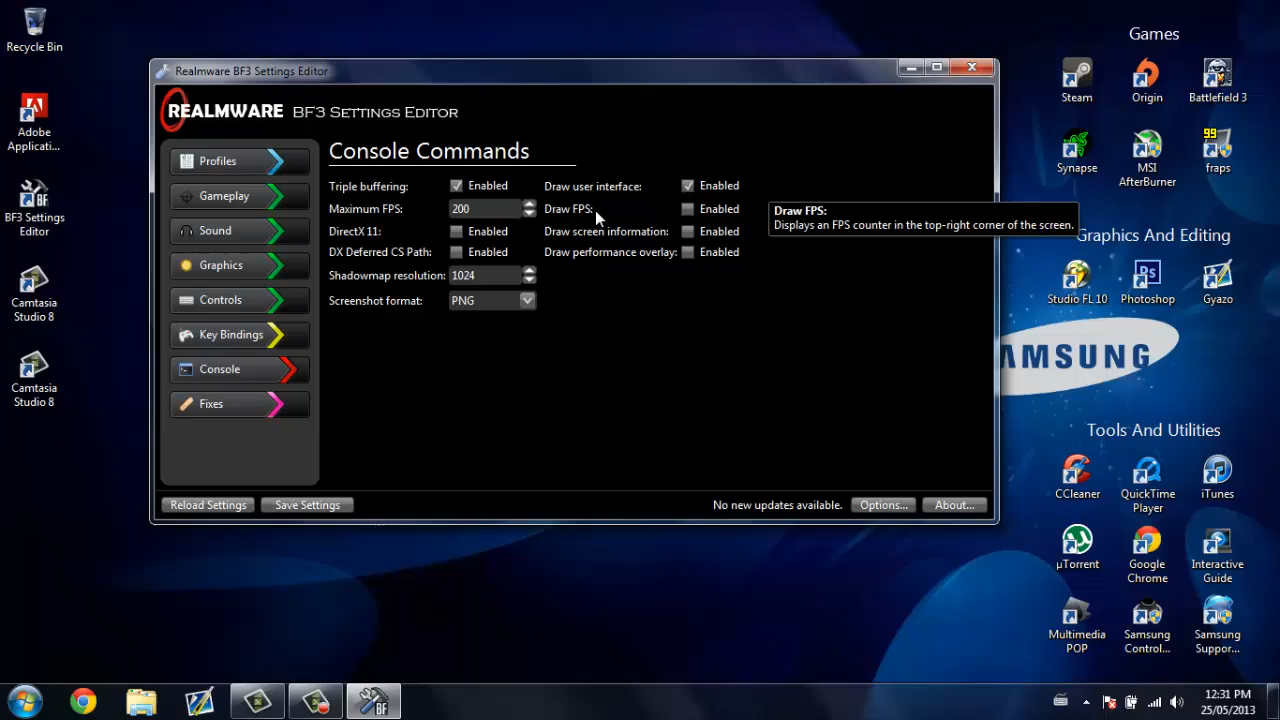 Recycle Bin
Adobe
Applicati...
BF3 Settings
Editor
Camtasia
Studio 8
Camtasia
Studio 8
Realmware BF3 Settings Editor
REALMWARE BF3 SETTINGS EDITOR
Profiles
Gameplay
Sound
Graphics
Controls
Key Bindings
Console
Fixes
Console Commands
Triple buffering: Enabled
Maximum FPS: 200
DirectX 11: Enabled
DX Deferred CS Path: Enabled
Shadowmap resolution: 1024
Screenshot format: PNG
Draw user interface: Enabled
Draw FPS: Enabled
Draw screen information: Enabled
Draw performance overlay: Enabled
Draw FPS:
Displays an FPS counter in the top-right corner of the screen.
Reload Settings
Save Settings
No new updates available.
Options...
About...
Games
Steam
Origin
Battlefield 3
Synapse
MSI
AfterBurner
99
fraps
Graphics And Editing
Studio FL 10
Ps
Photoshop
Gyazo
SAMSUNG
Tools And Utilities
CCleaner
QuickTime
Player
iTunes
µTorrent
Google
Chrome
Interactive
Guide
Multimedia
POP
Samsung
Control...
Samsung
Suppor...
BF
12:31 PM
25/05/2013